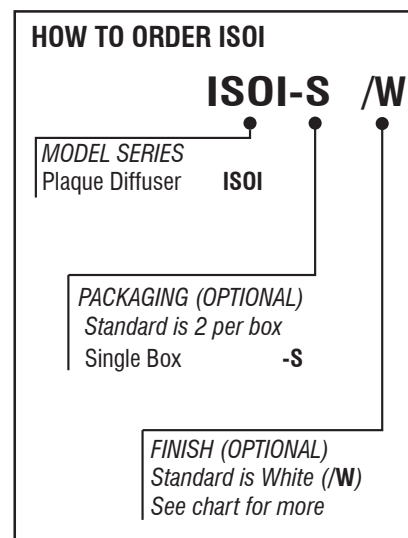 HOW TO ORDER ISOI
ISOI-S /W
MODEL SERIES
Plaque Diffuser ISOI
PACKAGING (OPTIONAL)
Standard is 2 per box
Single Box -S
FINISH (OPTIONAL)
Standard is White (/W)
See chart for more